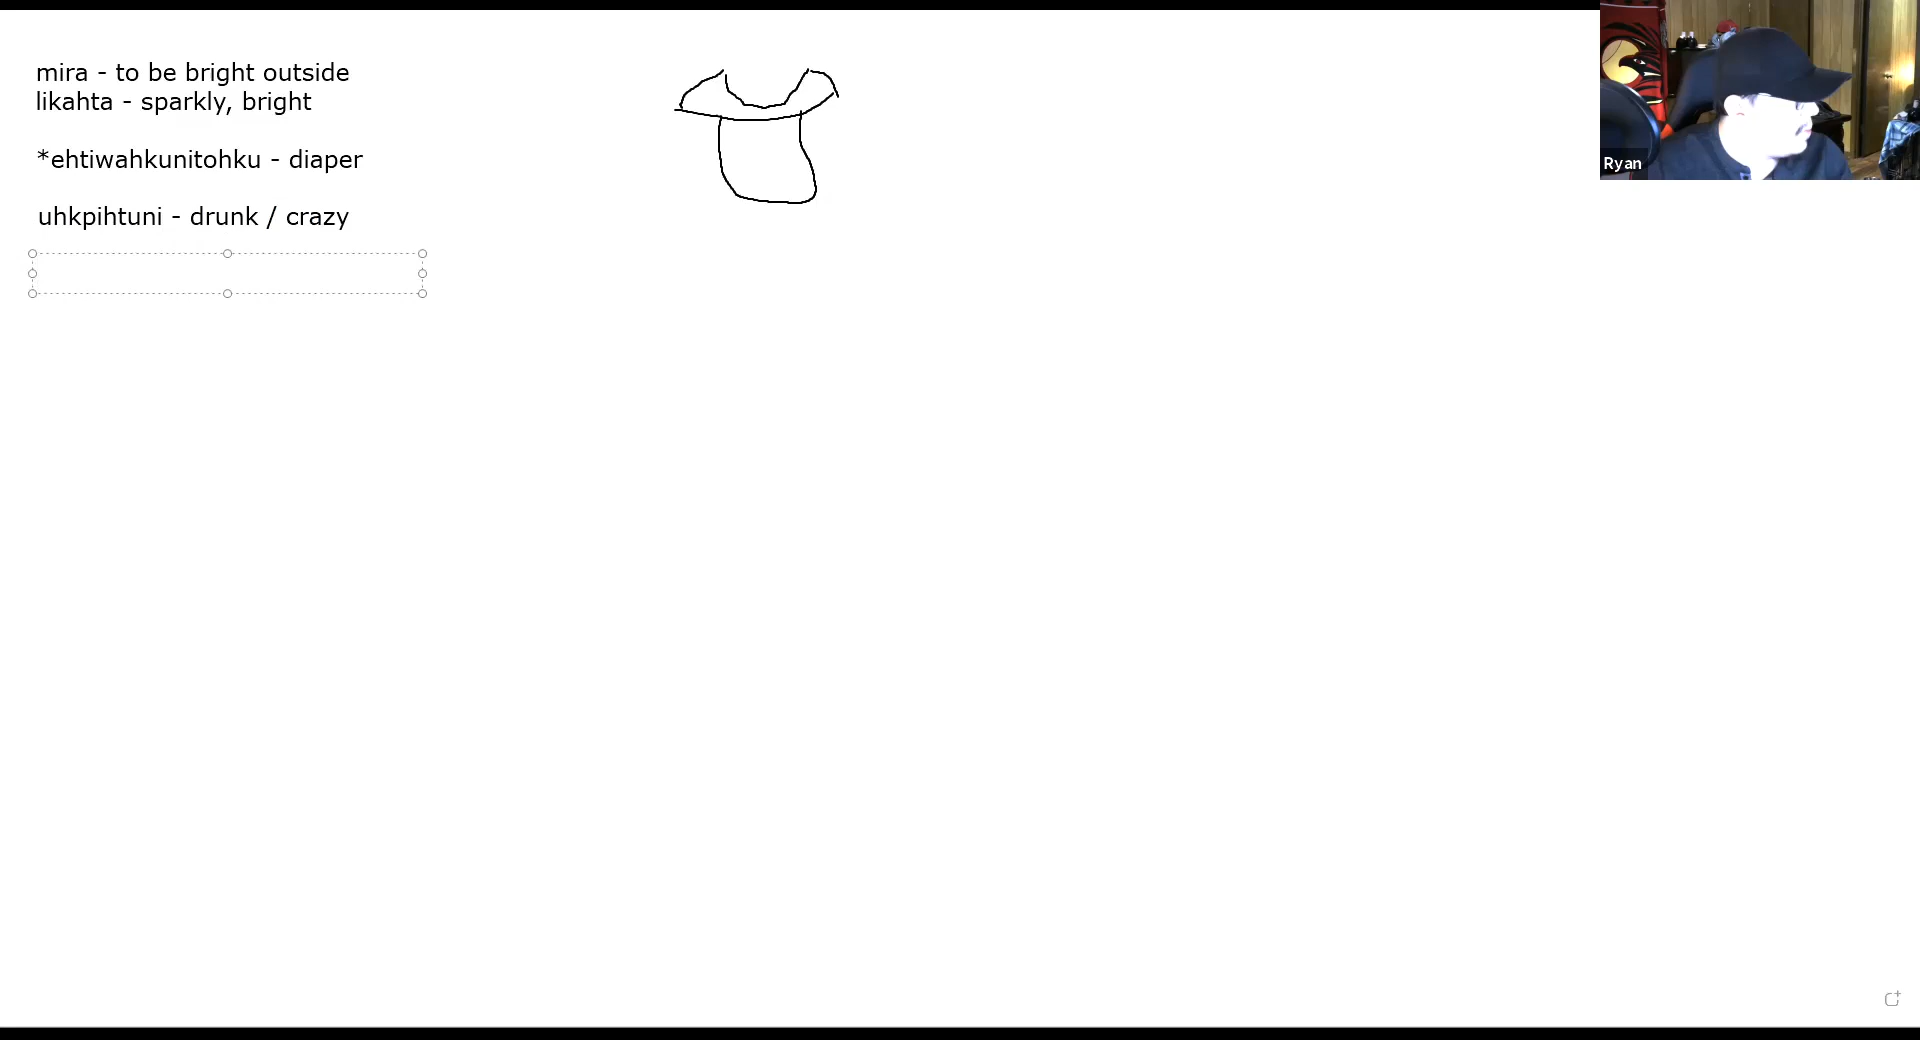 mira - to be bright outside
likahta - sparkly, bright
*ehtiwahkunitohku - diaper
uhkpihtuni - drunk / crazy
Ryan